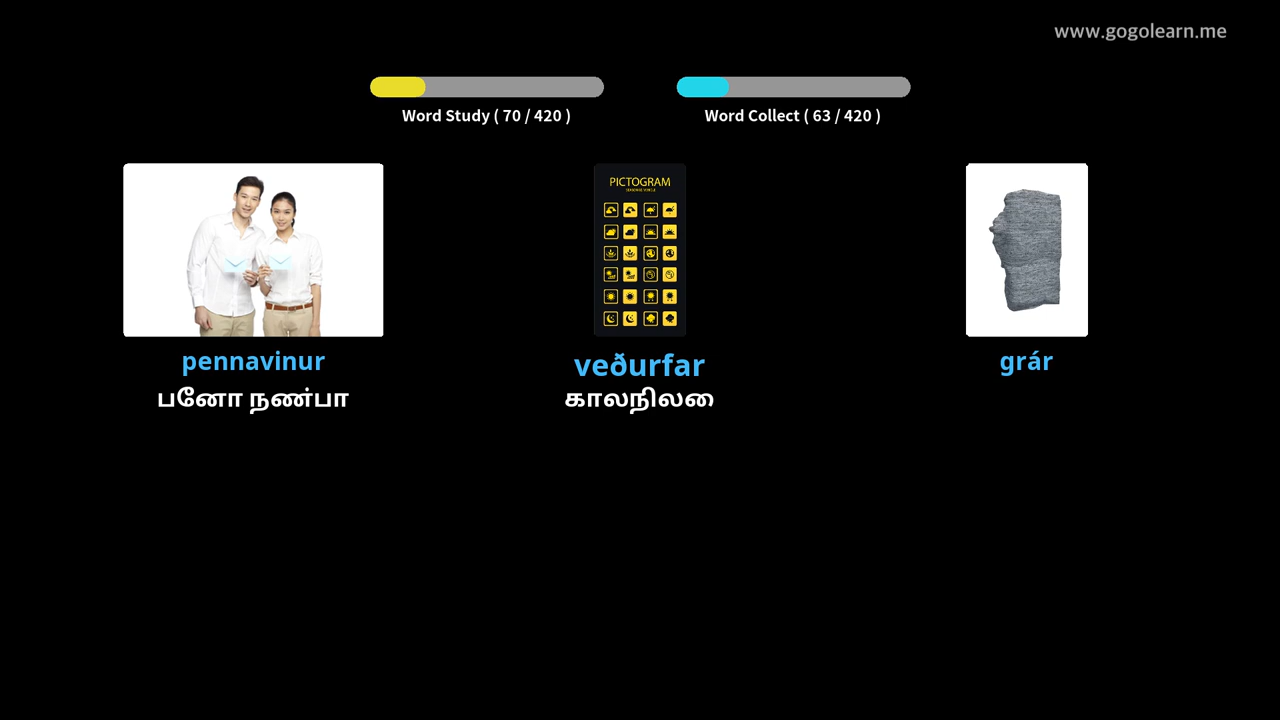 www.gogolearn.me
Word Study ( 70 / 420 )
Word Collect ( 63 / 420 )
PICTOGRAM
pennavinur
veðurfar
grár
பனோ நண்பா
காலநிலை